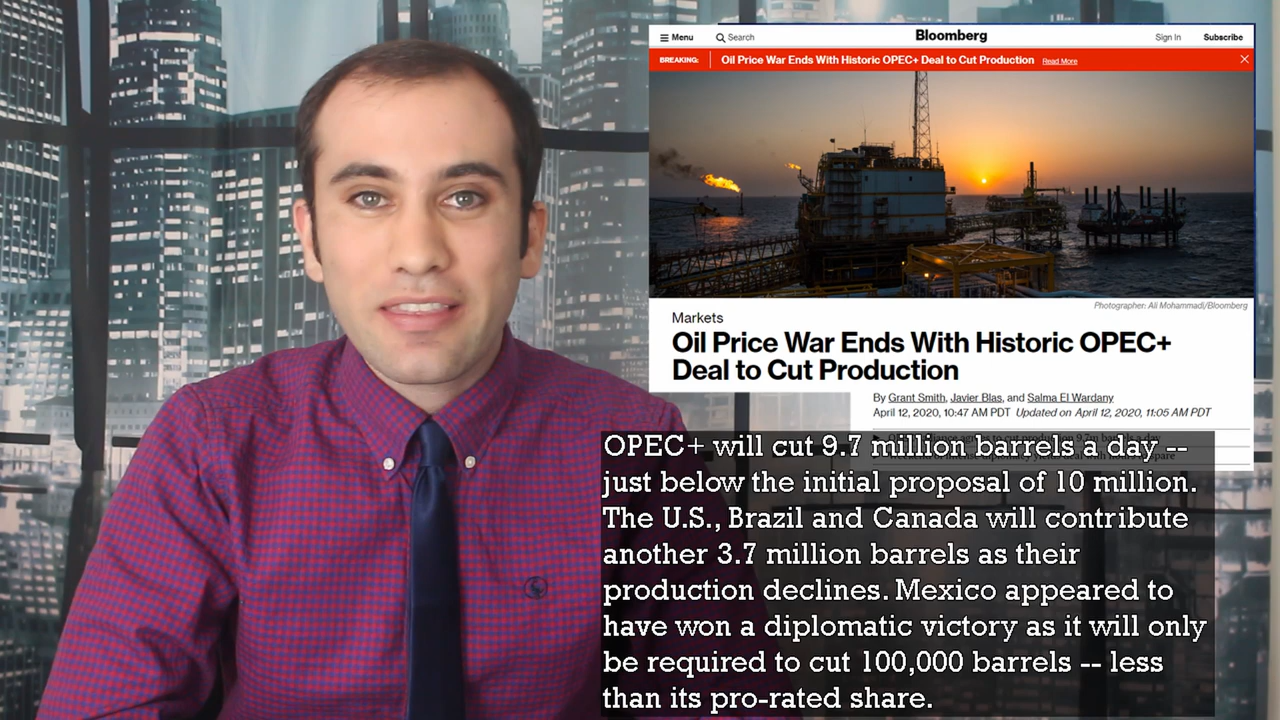 Menu
Search
Bloomberg
Sign In
Subscribe
BREAKING:
Oil Price War Ends With Historic OPEC+ Deal to Cut Production
Read More
Photographer: Ali Mohammadi/Bloomberg
Markets
Oil Price War Ends With Historic OPEC+
Deal to Cut Production
By Grant Smith, Javier Blas, and Salma El Wardany
April 12, 2020, 10:47 AM PDT Updated on April 12, 2020, 11:05 AM PDT
OPEC+ will cut 9.7 million barrels a day --
just below the initial proposal of 10 million.
The U.S., Brazil and Canada will contribute
another 3.7 million barrels as their
production declines. Mexico appeared to
have won a diplomatic victory as it will only
be required to cut 100,000 barrels -- less
than its pro-rated share.